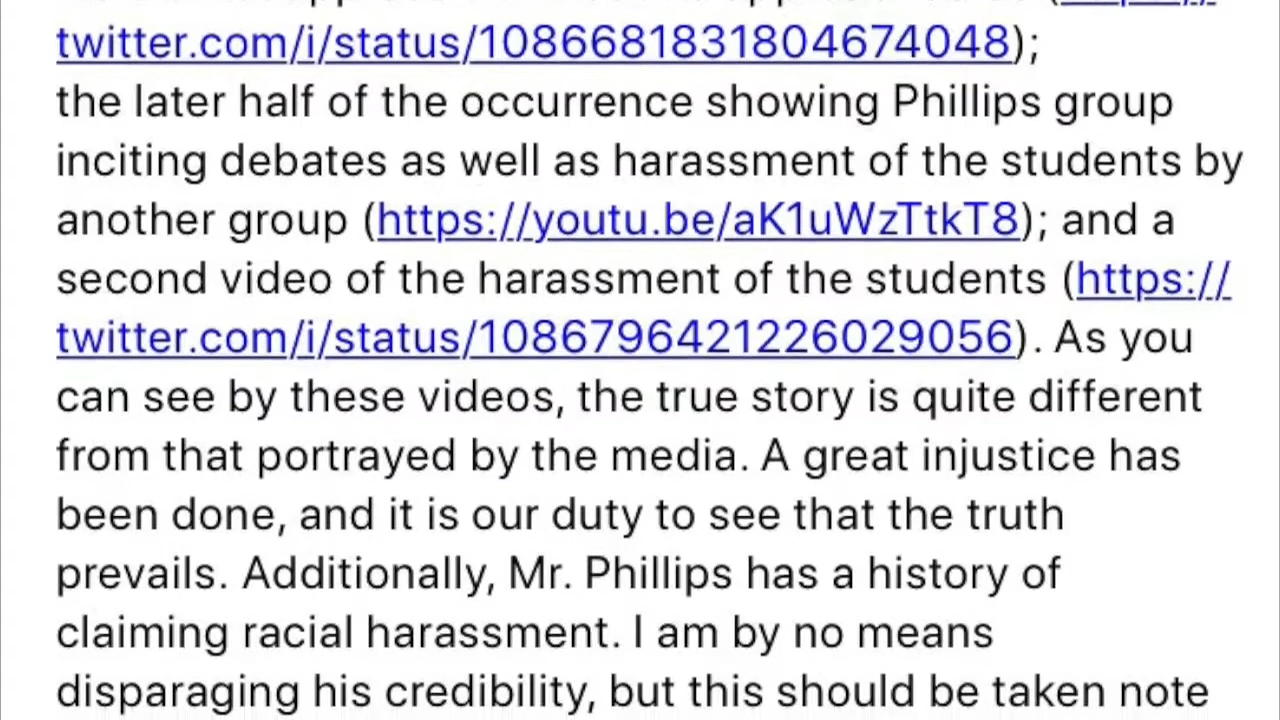 twitter.com/i/status/1086681831804674048);
the later half of the occurrence showing Phillips group
inciting debates as well as harassment of the students by
another group (https://youtu.be/aK1uWzTtkT8); and a
second video of the harassment of the students (https://
twitter.com/i/status/1086796421226029056). As you
can see by these videos, the true story is quite different
from that portrayed by the media. A great injustice has
been done, and it is our duty to see that the truth
prevails. Additionally, Mr. Phillips has a history of
claiming racial harassment. I am by no means
disparaging his credibility, but this should be taken note